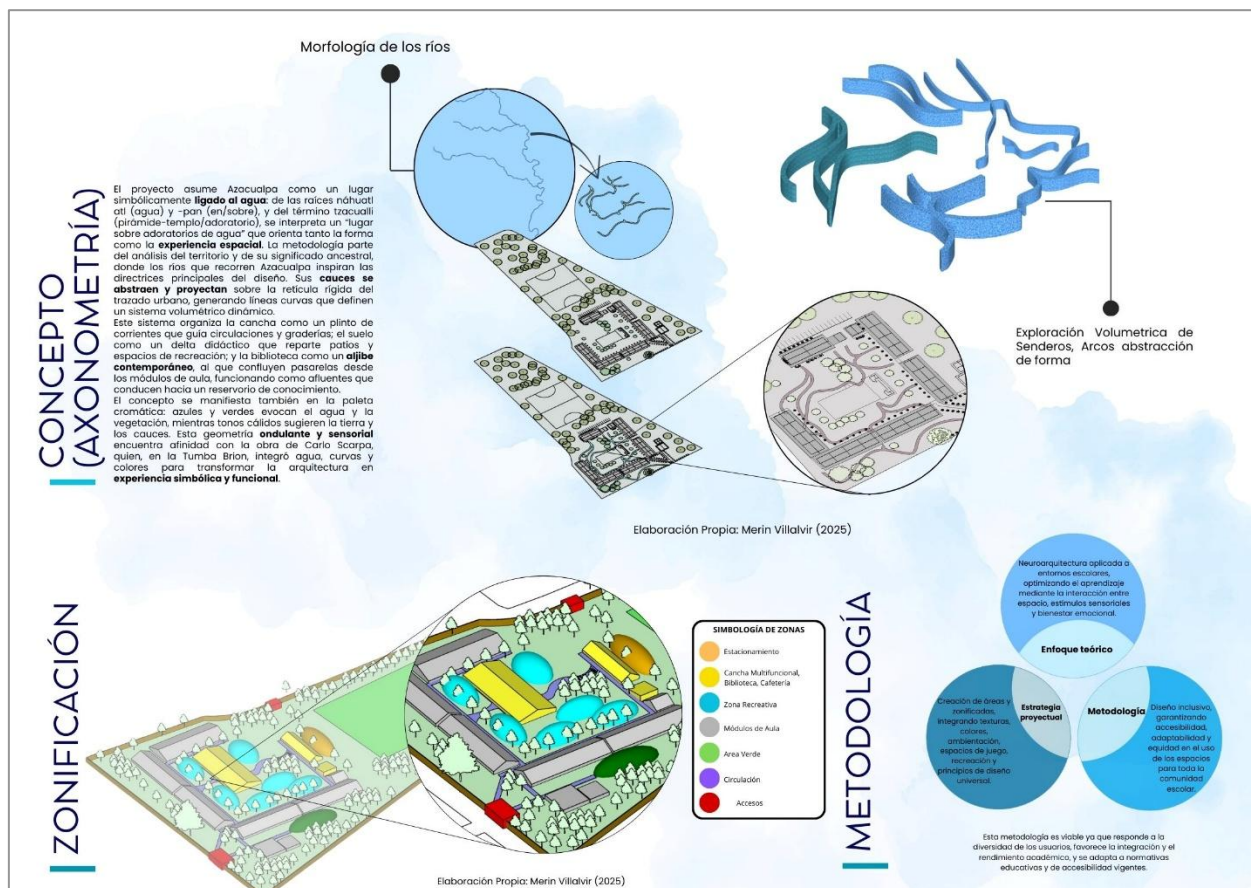 Morfología de los ríos
CONCEPTO
(AXONOMETRÍA)
El proyecto asume Azacualpa como un lugar
simbólicamente ligado al agua: de las raíces náhuatl
atl (agua) y -pan (en/sobre), y del término tzacualli
(pirámide-templo/adoratorio), se interpreta un "lugar
sobre adoratorios de agua" que orienta tanto la forma
como la experiencia espacial. La metodología parte
del análisis del territorio y de su significado ancestral,
donde los ríos que recorren Azacualpa inspiran las
directrices principales del diseño. Sus cauces se
abstraen y proyectan sobre la retícula rígida del
trazado urbano, generando líneas curvas que definen
un sistema volumétrico dinámico.
Este sistema organiza la cancha como un plinto de
corrientes que guía circulaciones y graderías; el suelo
como un delta didáctico que reparte patios y
espacios de recreación; y la biblioteca como un aljibe
contemporáneo, al que confluyen pasarelas desde
los módulos de aula, funcionando como afluentes que
conducen hacia un reservorio de conocimiento.
El concepto se manifiesta también en la paleta
cromática: azules y verdes evocan el agua y la
vegetación, mientras tonos cálidos sugieren la tierra y
los cauces. Esta geometría ondulante y sensorial
encuentra afinidad con la obra de Carlo Scarpa,
quien, en la Tumba Brion, integró agua, curvas y
colores para transformar la arquitectura en
experiencia simbólica y funcional.
Exploración Volumetrica de
Senderos, Arcos abstracción
de forma
Elaboración Propia: Merin Villalvir (2025)
ZONIFICACIÓN
SIMBOLOGÍA DE ZONAS
Estacionamiento
Cancha Multifuncional,
Biblioteca, Cafetería
Zona Recreativa
Módulos de Aula
Area Verde
Circulación
Accesos
Elaboración Propia: Merin Villalvir (2025)
METODOLOGÍA
Neuroarquitectura aplicada a
entornos escolares,
optimizando el aprendizaje
mediante la interacción entre
espacio, estímulos sensoriales
y bienestar emocional.
Enfoque teórico
Creación de áreas y
zonificadas,
integrando texturas,
colores,
ambientación,
espacios de juego,
recreación y
principios de diseño
universal.
Estrategia
proyectual
Metodología
Diseño inclusivo,
garantizando
accesibilidad,
adaptabilidad y
equidad en el uso
de los espacios
para toda la
comunidad
escolar.
Esta metodología es viable ya que responde a la
diversidad de los usuarios, favorece la integración y el
rendimiento académico, y se adapta a normativas
educativas y de accesibilidad vigentes.